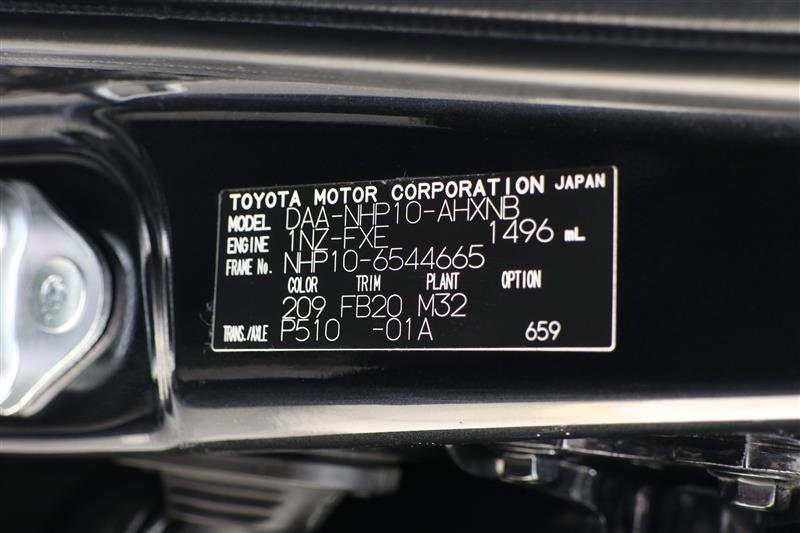 TOYOTA MOTOR CORPORATION JAPAN
MODEL DAA-NHP10-AHXNB
ENGINE 1NZ-FXE 1496 mL
FRAME No. NHP10-6544665
COLOR TRIM PLANT OPTION
209 FB20 M32
TRANS./AXLE P510 -01A 659